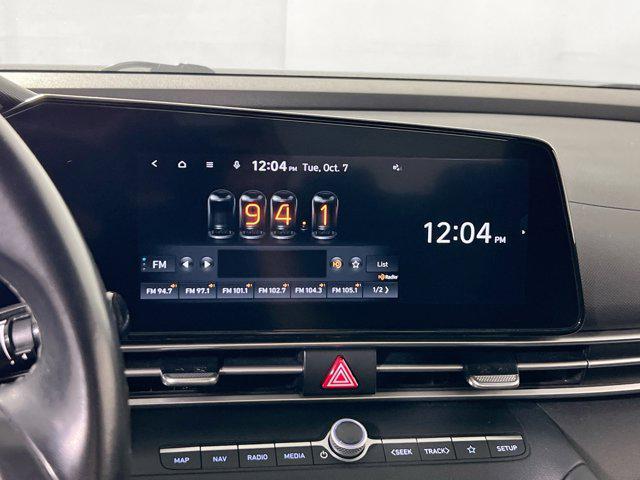 12:04 PM Tue, Oct. 7
94.1
12:04 PM
FM
List
HD Radio
FM 94.7 FM 97.1 FM 101.1 FM 102.7 FM 104.3 FM 105.1 1/2 >
MAP NAV RADIO MEDIA <SEEK TRACK> SETUP